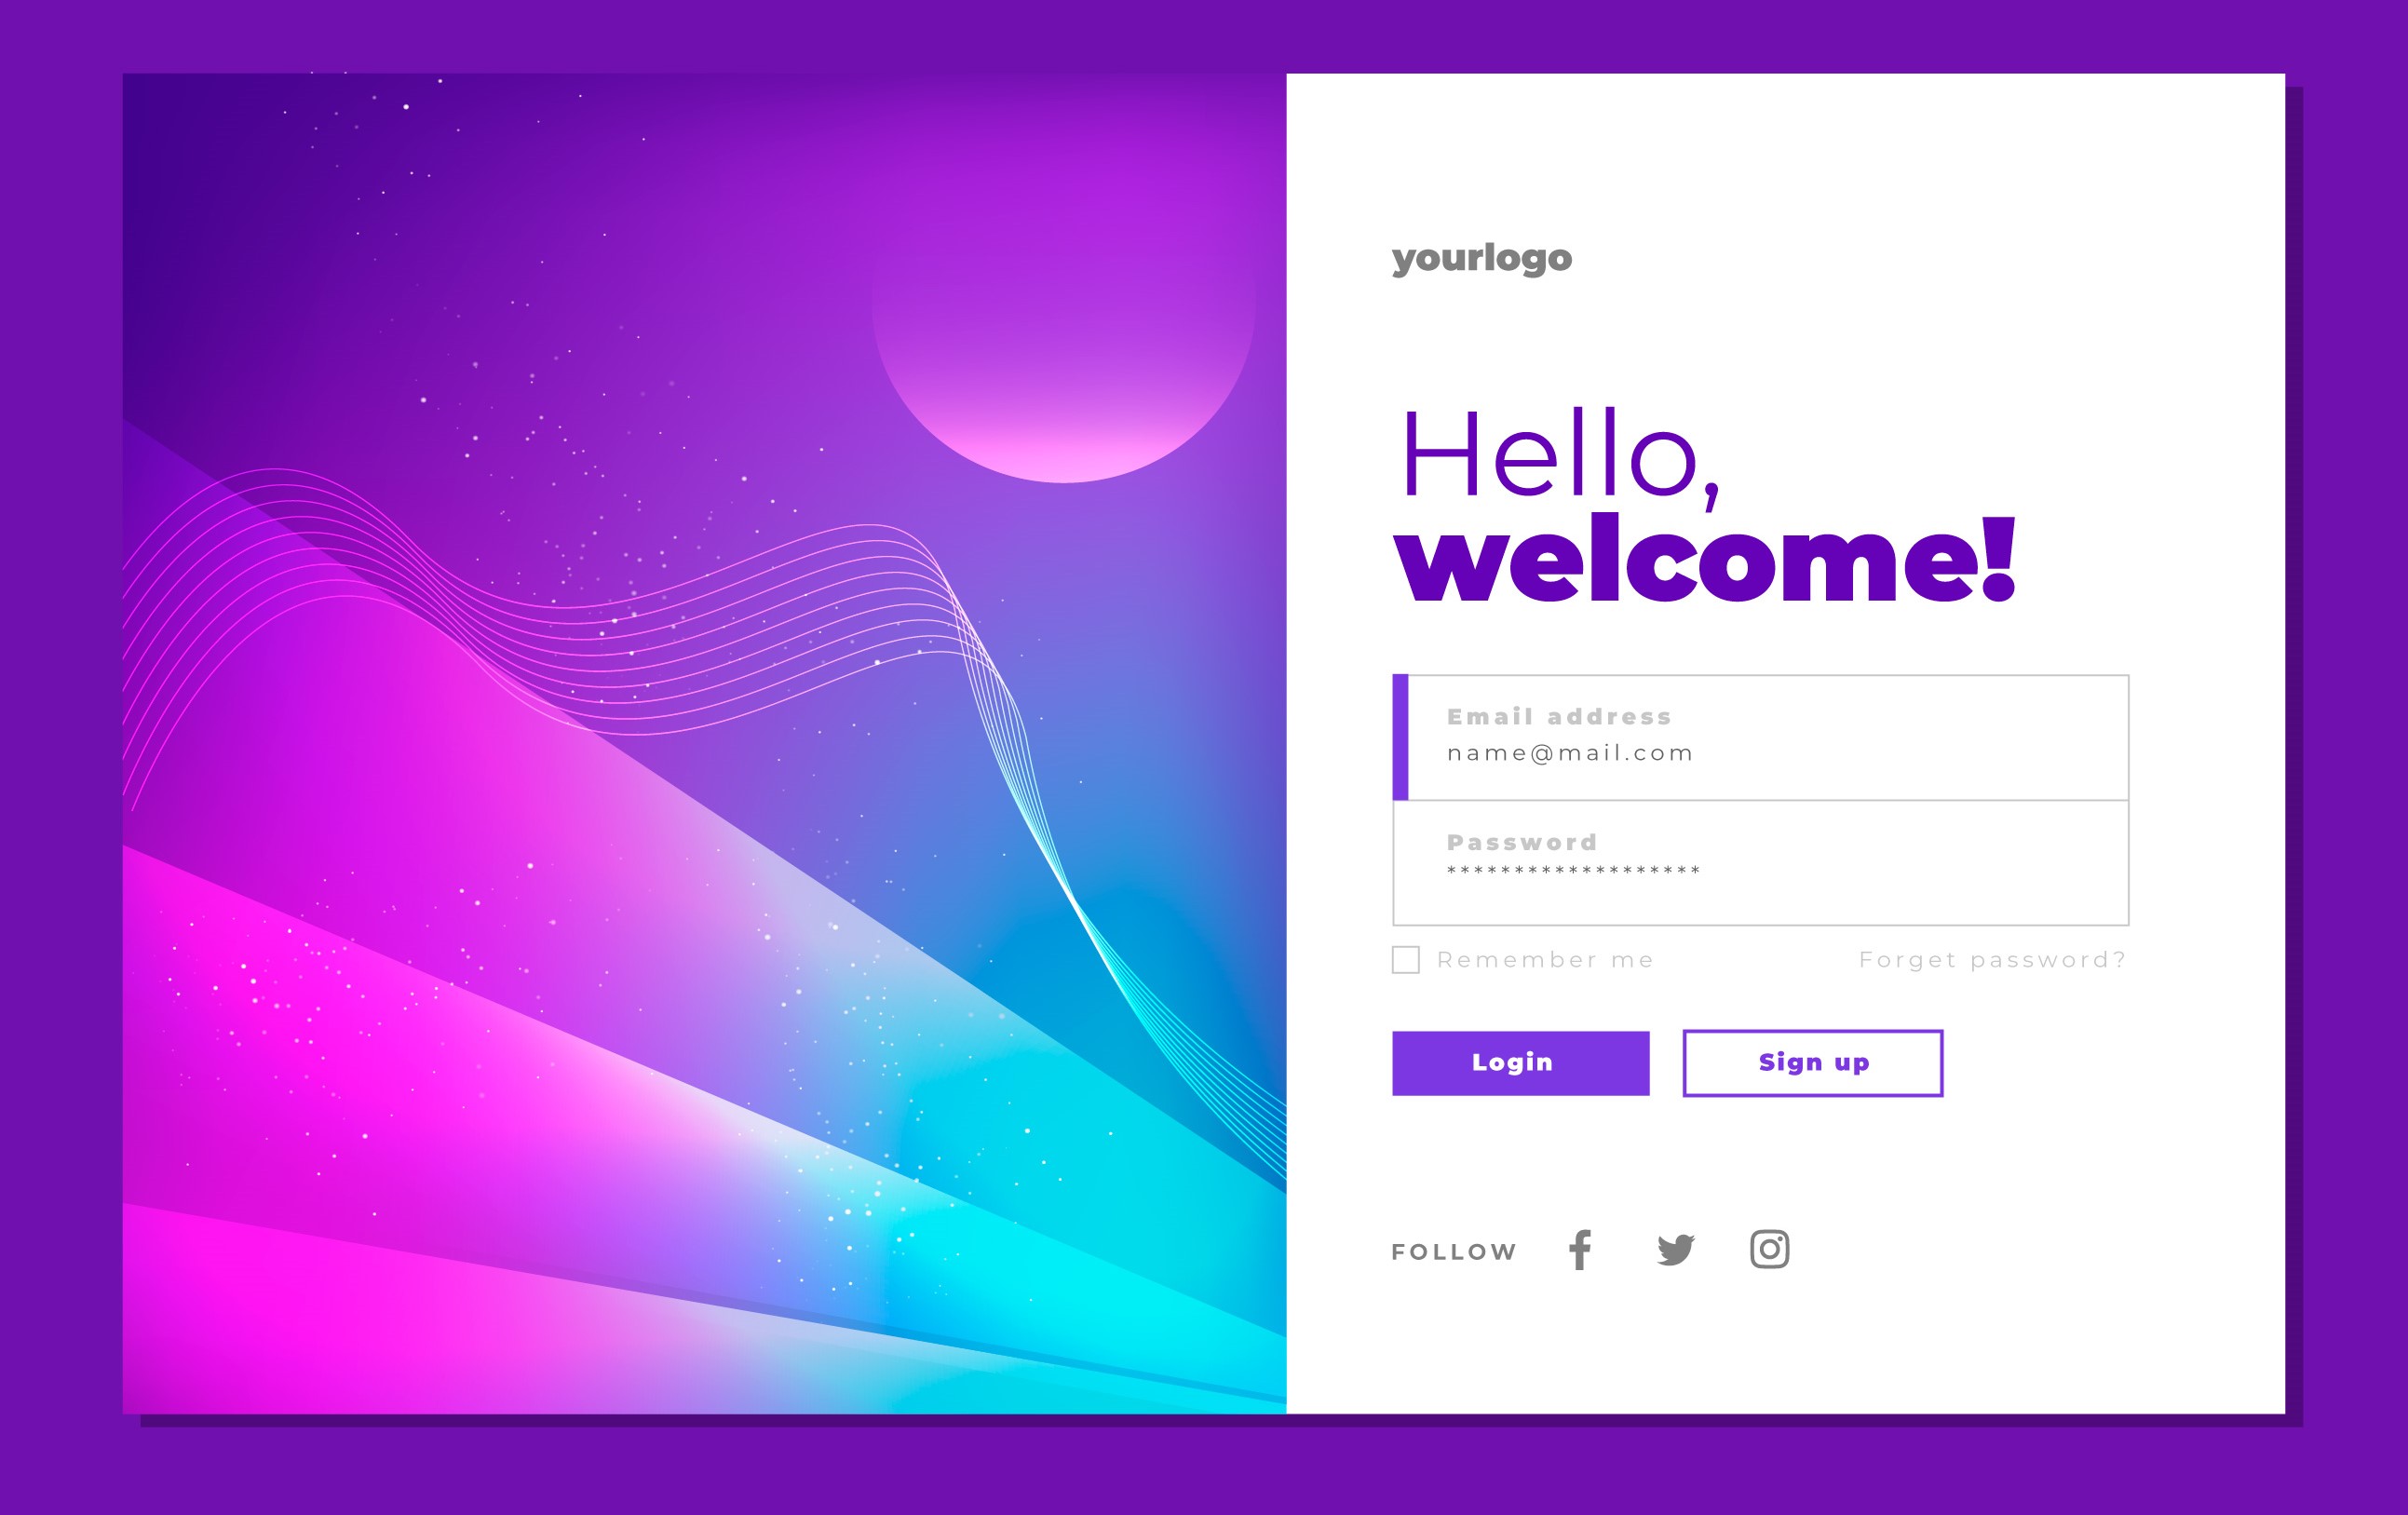 yourlogo
Hello,
welcome!
Email address
name@mail.com
Password
*******************
Remember me
Forget password?
Login
Sign up
FOLLOW